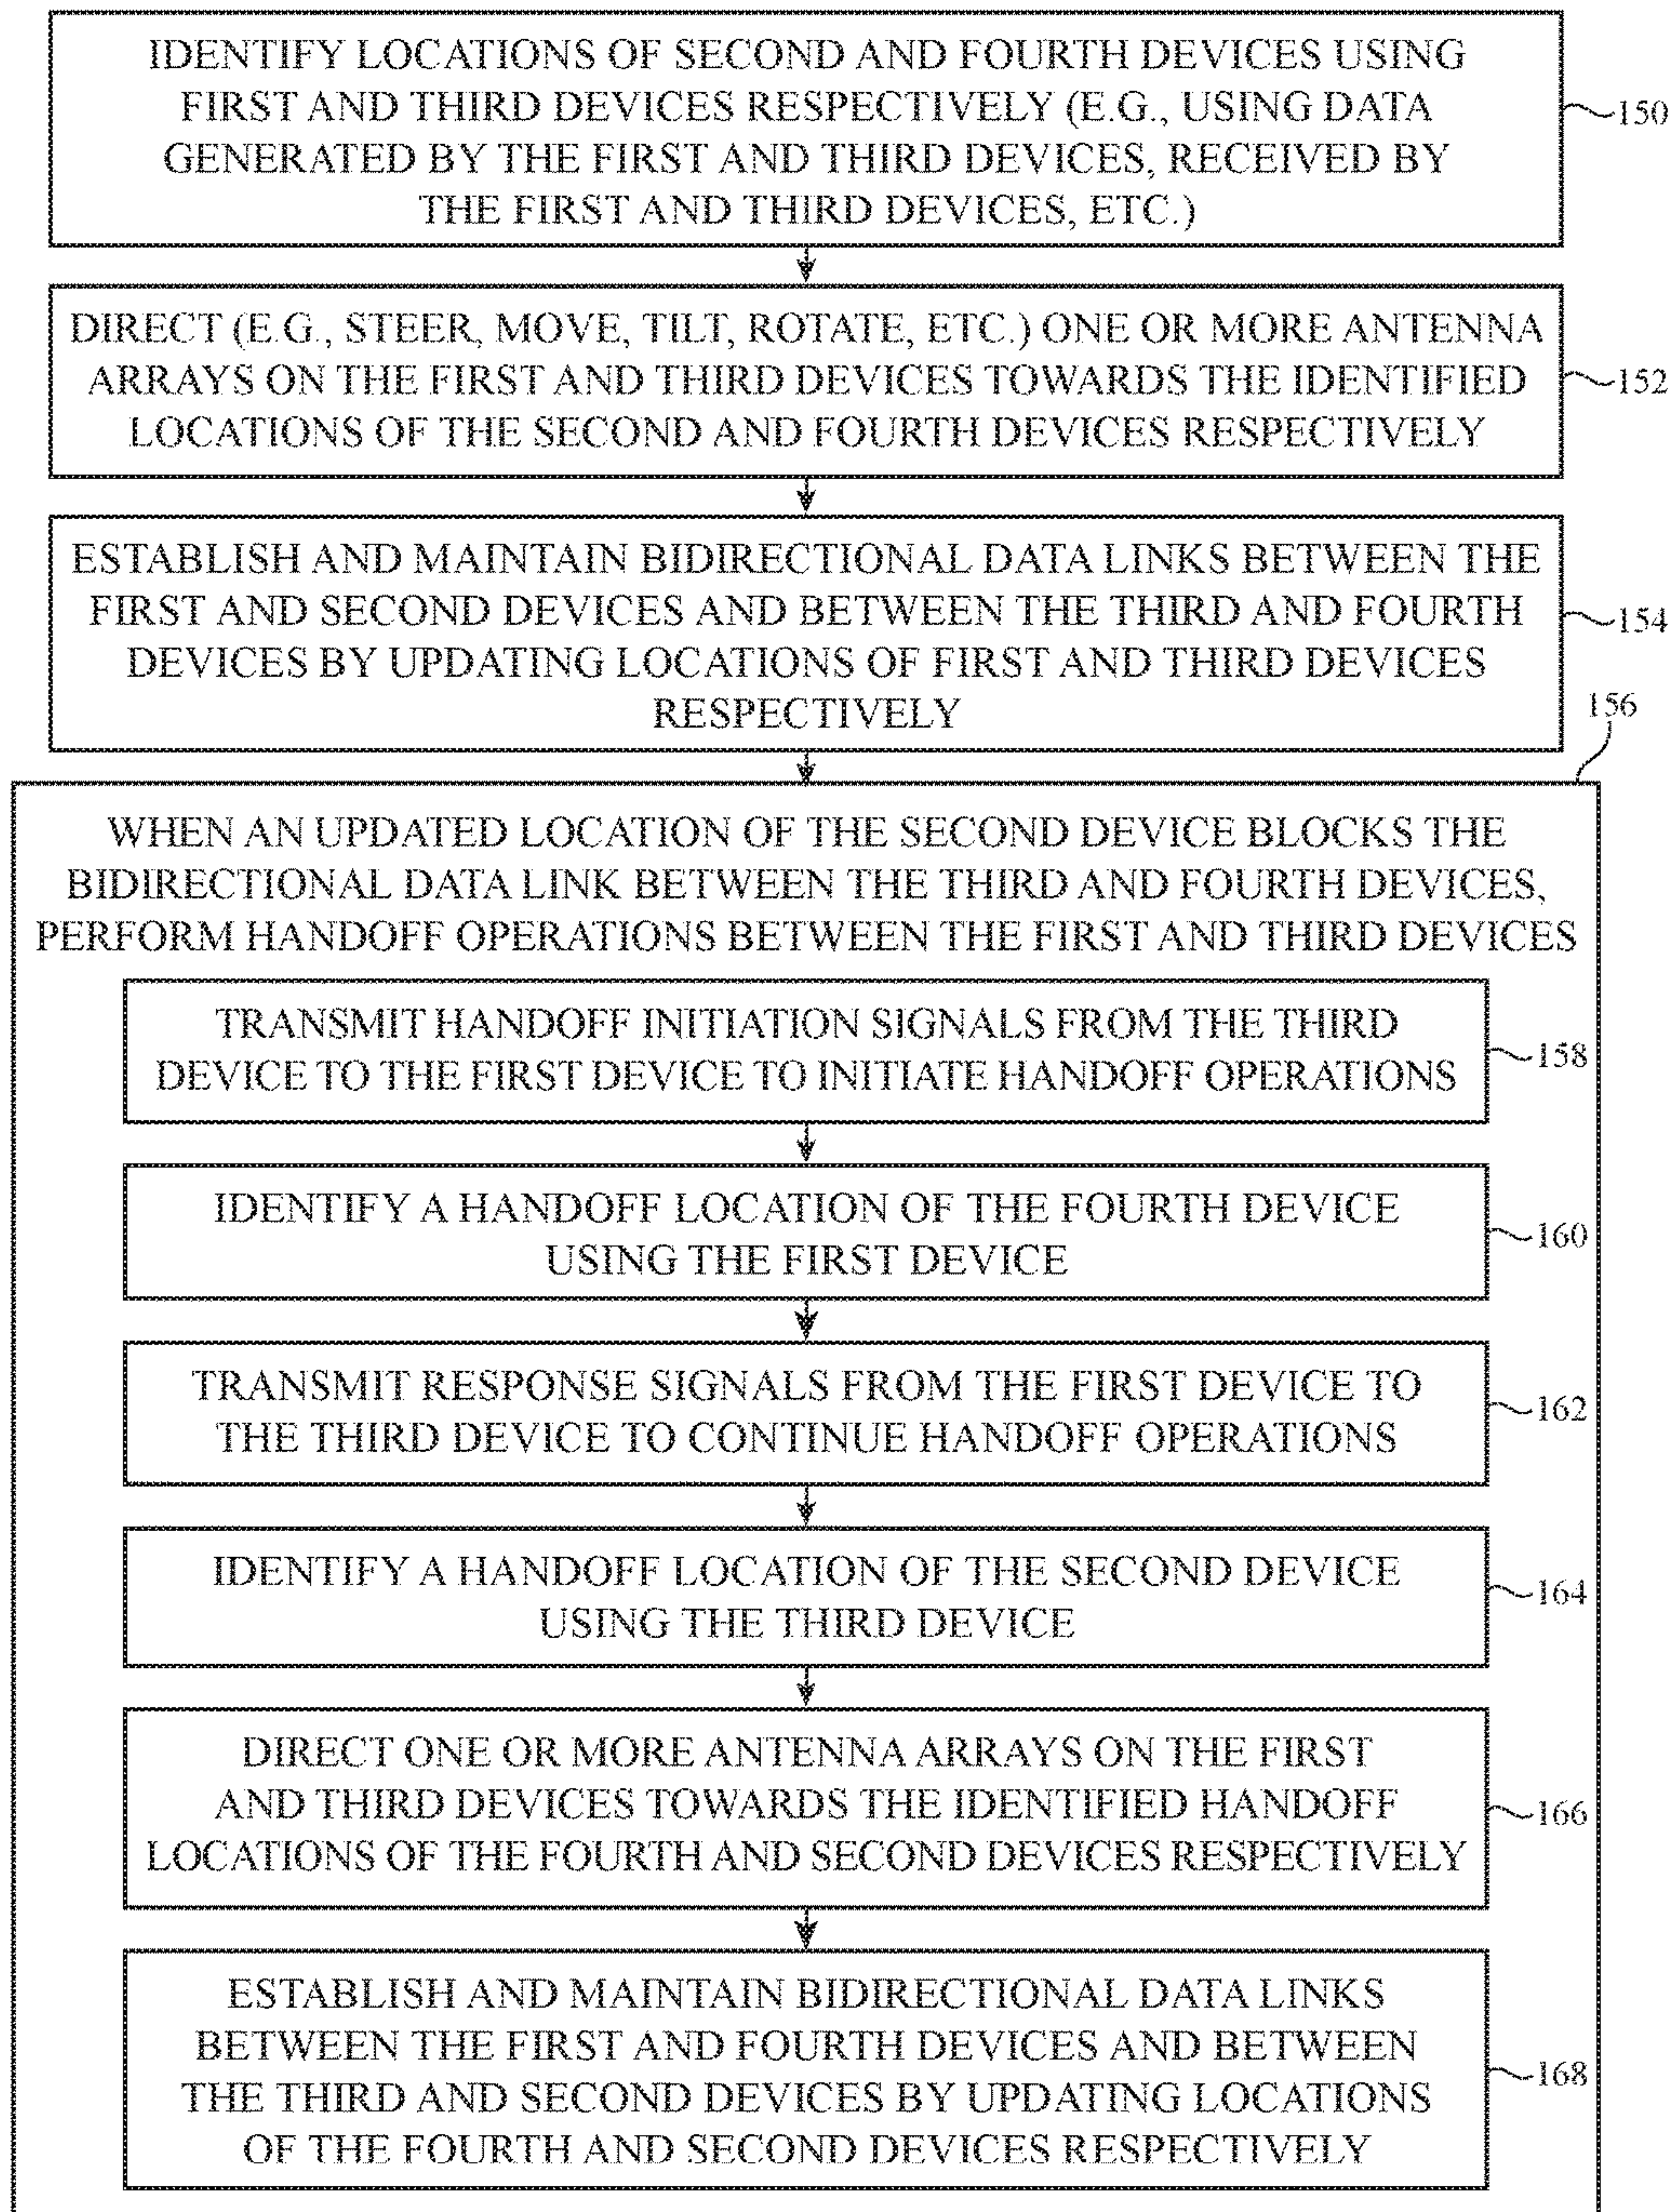 IDENTIFY LOCATIONS OF SECOND AND FOURTH DEVICES USING
FIRST AND THIRD DEVICES RESPECTIVELY (E.G., USING DATA
GENERATED BY THE FIRST AND THIRD DEVICES, RECEIVED BY
THE FIRST AND THIRD DEVICES, ETC.)
150
DIRECT (E.G., STEER, MOVE, TILT, ROTATE, ETC.) ONE OR MORE ANTENNA
ARRAYS ON THE FIRST AND THIRD DEVICES TOWARDS THE IDENTIFIED
LOCATIONS OF THE SECOND AND FOURTH DEVICES RESPECTIVELY
152
ESTABLISH AND MAINTAIN BIDIRECTIONAL DATA LINKS BETWEEN THE
FIRST AND SECOND DEVICES AND BETWEEN THE THIRD AND FOURTH
DEVICES BY UPDATING LOCATIONS OF FIRST AND THIRD DEVICES
RESPECTIVELY
154
156
WHEN AN UPDATED LOCATION OF THE SECOND DEVICE BLOCKS THE
BIDIRECTIONAL DATA LINK BETWEEN THE THIRD AND FOURTH DEVICES,
PERFORM HANDOFF OPERATIONS BETWEEN THE FIRST AND THIRD DEVICES
TRANSMIT HANDOFF INITIATION SIGNALS FROM THE THIRD
DEVICE TO THE FIRST DEVICE TO INITIATE HANDOFF OPERATIONS
158
IDENTIFY A HANDOFF LOCATION OF THE FOURTH DEVICE
USING THE FIRST DEVICE
160
TRANSMIT RESPONSE SIGNALS FROM THE FIRST DEVICE TO
THE THIRD DEVICE TO CONTINUE HANDOFF OPERATIONS
162
IDENTIFY A HANDOFF LOCATION OF THE SECOND DEVICE
USING THE THIRD DEVICE
164
DIRECT ONE OR MORE ANTENNA ARRAYS ON THE FIRST
AND THIRD DEVICES TOWARDS THE IDENTIFIED HANDOFF
LOCATIONS OF THE FOURTH AND SECOND DEVICES RESPECTIVELY
166
ESTABLISH AND MAINTAIN BIDIRECTIONAL DATA LINKS
BETWEEN THE FIRST AND FOURTH DEVICES AND BETWEEN
THE THIRD AND SECOND DEVICES BY UPDATING LOCATIONS
OF THE FOURTH AND SECOND DEVICES RESPECTIVELY
168